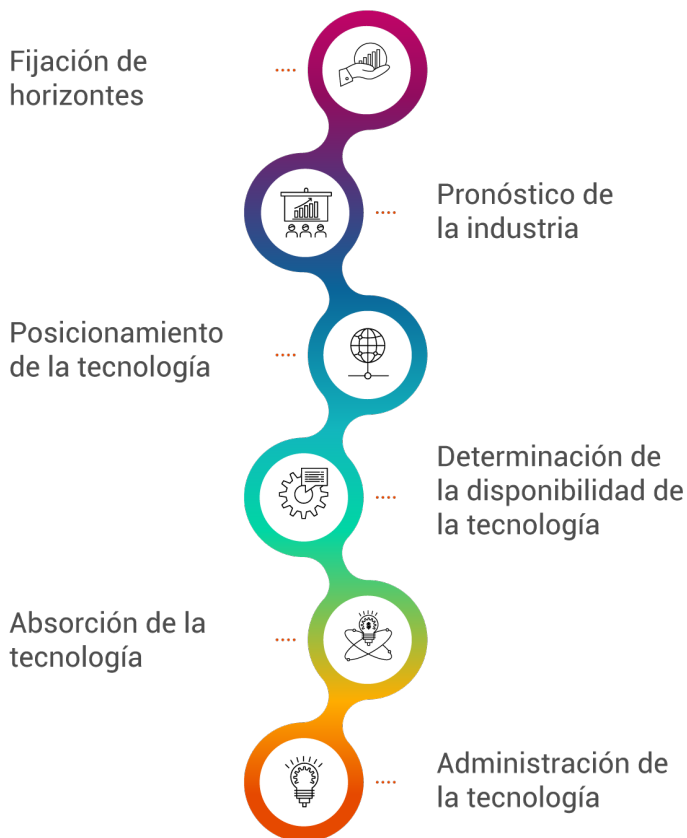 Fijación de
horizontes
Pronóstico de
la industria
Posicionamiento
de la tecnología
Determinación de
la disponibilidad de
la tecnología
Absorción de la
tecnología
Administración de
la tecnología